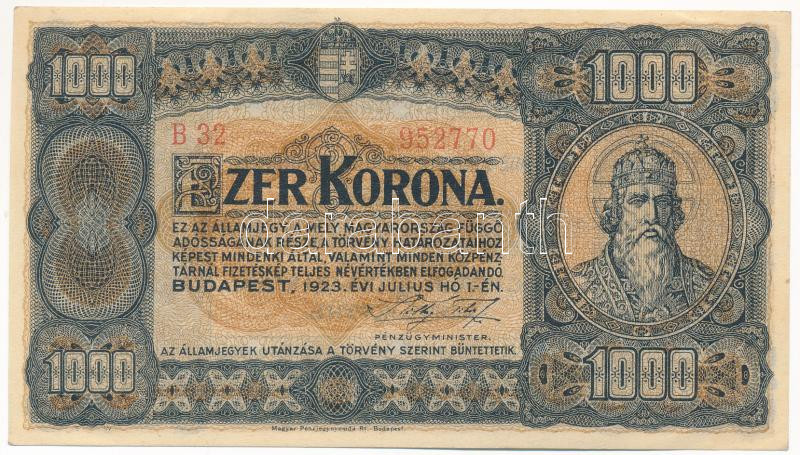 1000
1000
B 32
952770
EZER KORONA.
EZ AZ ÁLLAMJEGY, A MELY MAGYARORSZÁG FÜGGŐ
ADÓSSÁGÁNAK RÉSZE, A TÖRVÉNY HATÁROZATAIHOZ
KÉPEST MINDENKI ÁLTAL, VALAMINT MINDEN KÖZPÉNZ-
TÁRNÁL FIZETÉSKÉP TELJES NÉVÉRTÉKBEN ELFOGADANDÓ.
BUDAPEST, 1923. ÉVI JULIUS HÓ 1-ÉN.
PÉNZÜGYMINISTER.
AZ ÁLLAMJEGYEK UTÁNZÁSA A TÖRVÉNY SZERINT BÜNTETTETIK.
1000
1000
Magyar Pénzjegynyomda Rt. Budapest.
darabanth